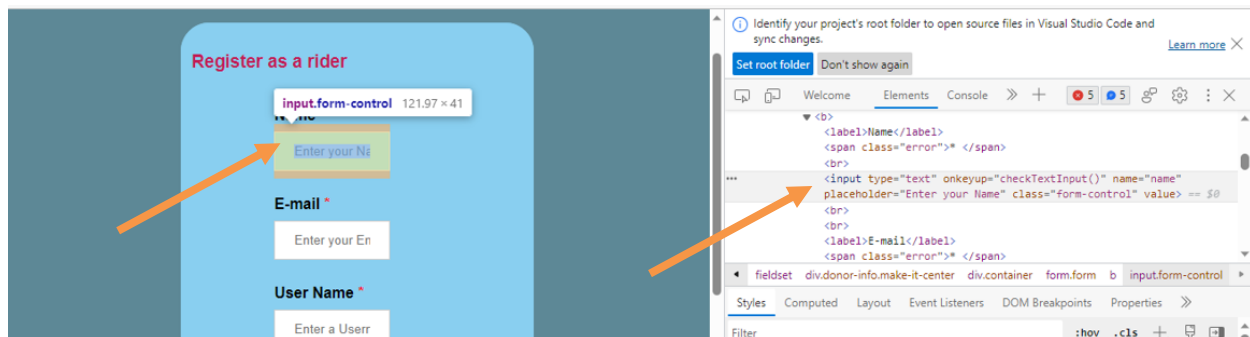 Register as a rider
input.form-control 121.97 × 41
Enter your Na
E-mail *
Enter your En
User Name *
Enter a Userr
Identify your project's root folder to open source files in Visual Studio Code and
sync changes.
Learn more
Set root folder Don't show again
Welcome Elements Console 5 5
<b>
<label>Name</label>
<span class="error">* </span>
<br>
<input type="text" onkeyup="checkTextInput()" name="name"
placeholder="Enter your Name" class="form-control" value> == $0
<br>
<br>
<label>E-mail</label>
<span class="error">* </span>
fieldset div.donor-info.make-it-center div.container form.form b input.form-control
Styles Computed Layout Event Listeners DOM Breakpoints Properties
Filter :hov .cls